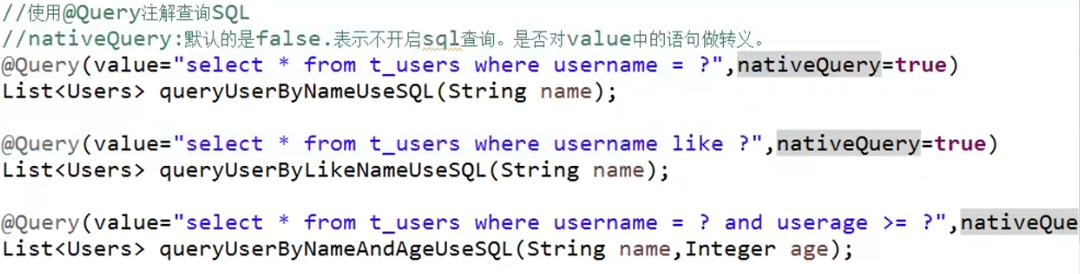 //使用@Query注解查询SQL
//nativeQuery:默认的是false.表示不开启sql查询。是否对value中的语句做转义。
@Query(value="select * from t_users where username = ?",nativeQuery=true)
List<Users> queryUserByNameUseSQL(String name);
@Query(value="select * from t_users where username like ?",nativeQuery=true)
List<Users> queryUserByLikeNameUseSQL(String name);
@Query(value="select * from t_users where username = ? and userage >= ?",nativeQue
List<Users> queryUserByNameAndAgeUseSQL(String name,Integer age);